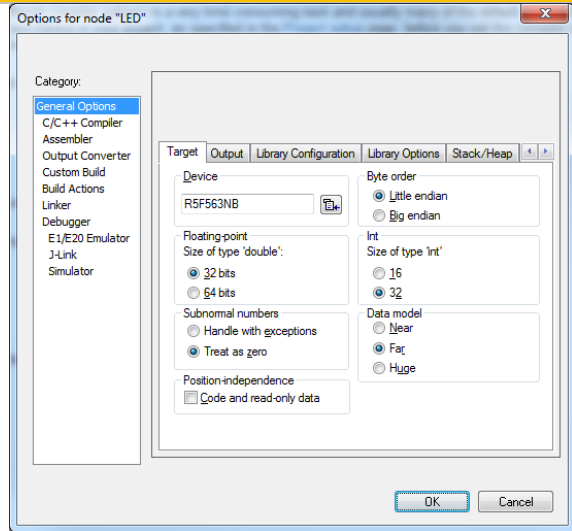 Options for node "LED"
Category:
General Options
C/C++ Compiler
Assembler
Output Converter
Custom Build
Build Actions
Linker
Debugger
E1/E20 Emulator
J-Link
Simulator
Target Output Library Configuration Library Options Stack/Heap
Device
R5F563NB
Byte order
Little endian
Big endian
Floating-point
Size of type 'double':
32 bits
64 bits
Int
Size of type 'int'
16
32
Subnormal numbers
Handle with exceptions
Treat as zero
Data model
Near
Far
Huge
Position-independence
Code and read-only data
OK Cancel